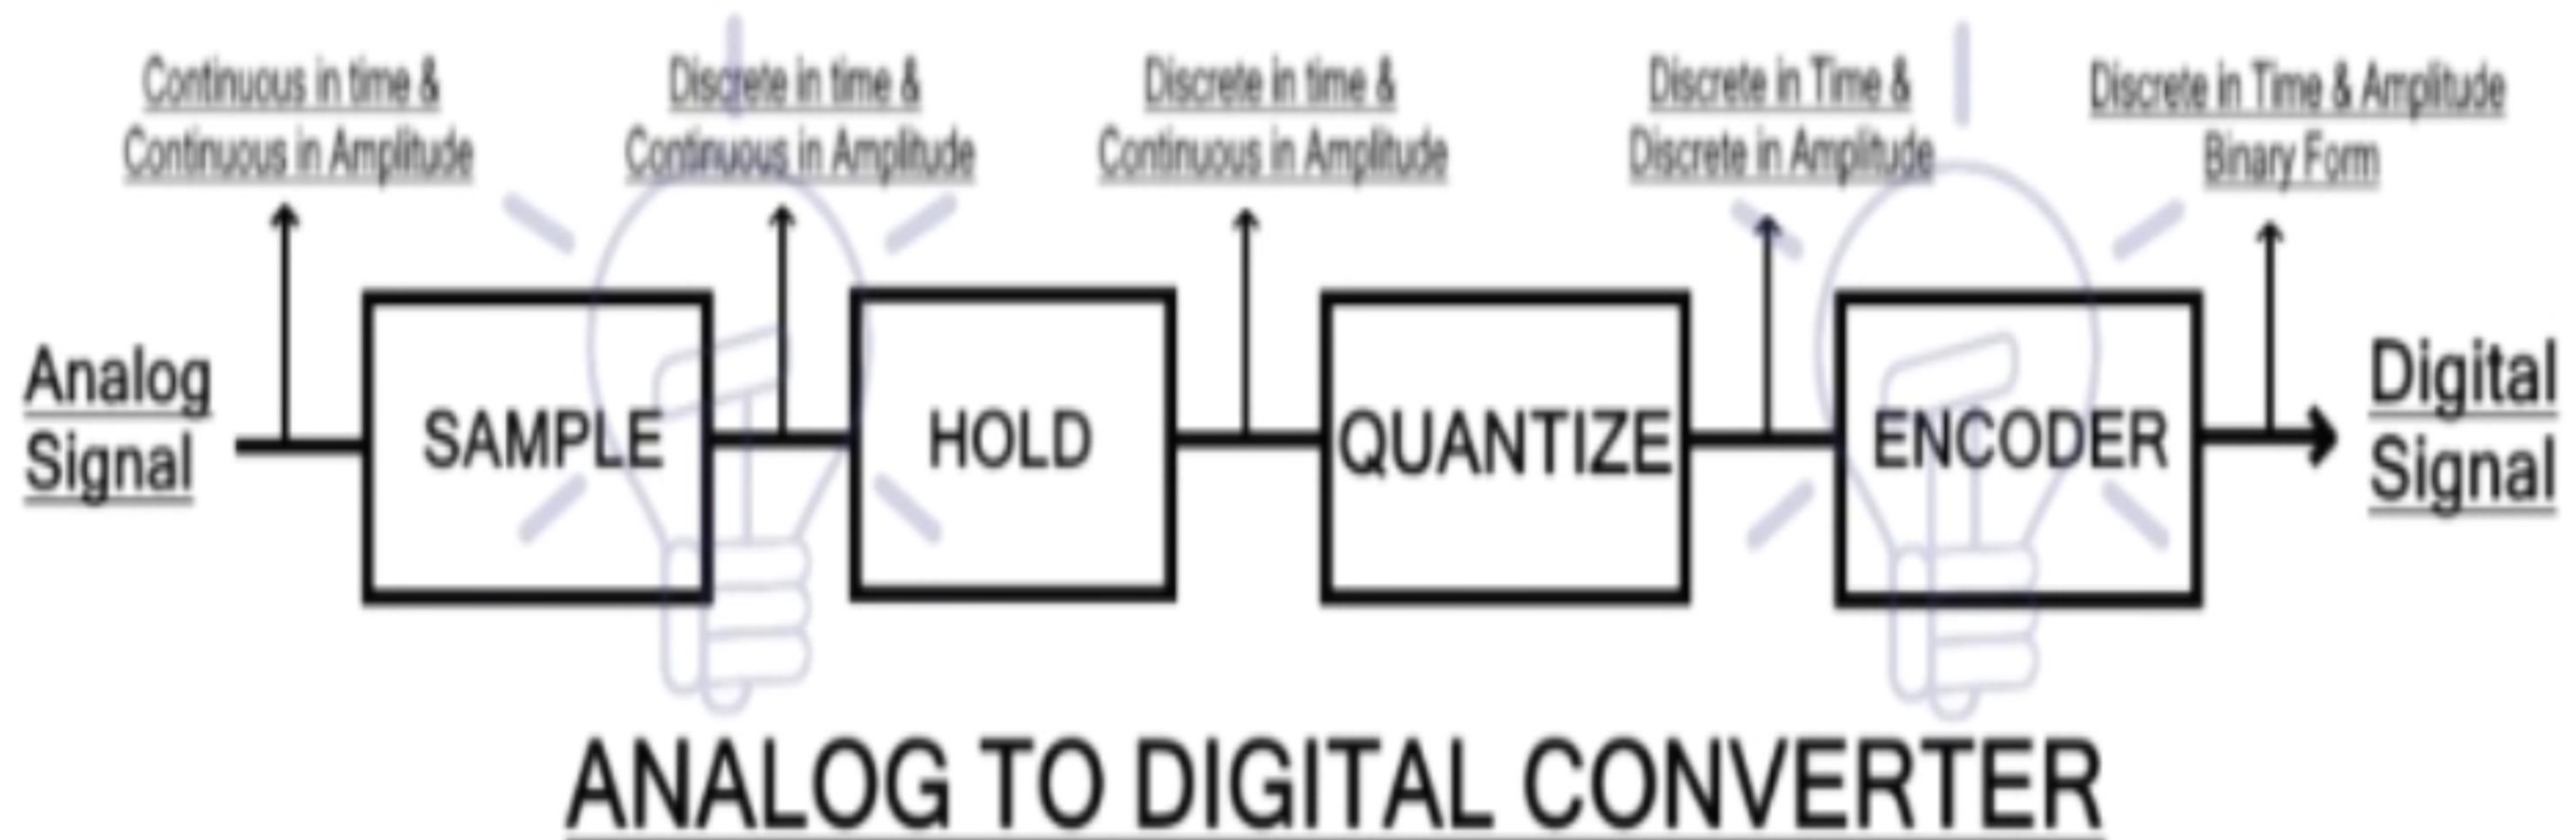 Continuous in time &
Continuous in Amplitude
Discrete in time &
Continuous in Amplitude
Discrete in time &
Continuous in Amplitude
Discrete in Time &
Discrete in Amplitude
Discrete in Time & Amplitude
Binary Form
Analog
Signal
SAMPLE
HOLD
QUANTIZE
ENCODER
Digital
Signal
ANALOG TO DIGITAL CONVERTER